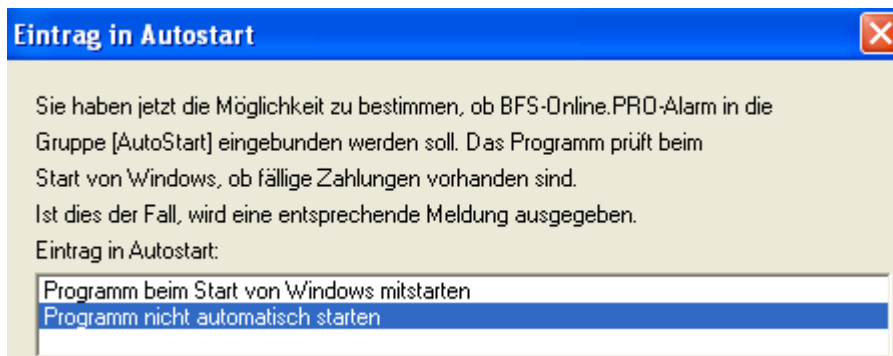 Eintrag in Autostart
Sie haben jetzt die Möglichkeit zu bestimmen, ob BFS-Online.PRO-Alarm in die
Gruppe [AutoStart] eingebunden werden soll. Das Programm prüft beim
Start von Windows, ob fällige Zahlungen vorhanden sind.
Ist dies der Fall, wird eine entsprechende Meldung ausgegeben.
Eintrag in Autostart:
Programm beim Start von Windows mitstarten
Programm nicht automatisch starten